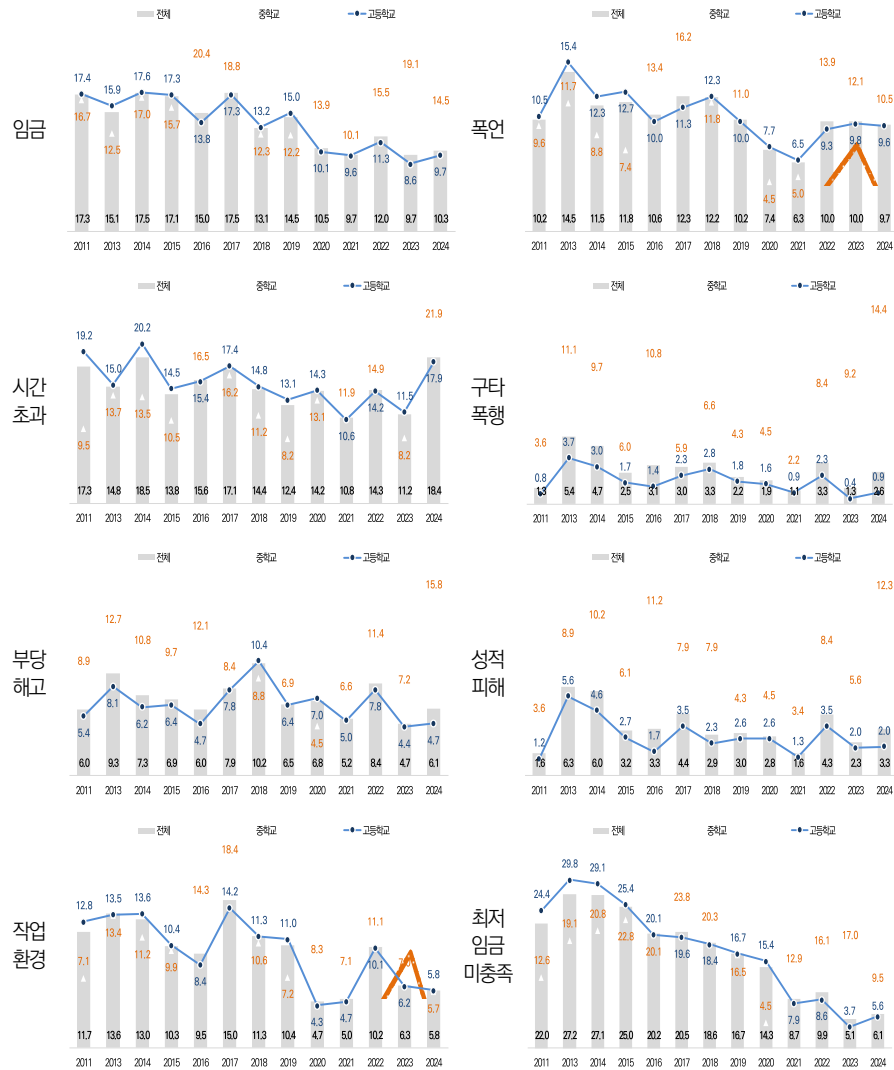 전체 중학교 고등학교
임금
17.4 15.9 17.6 17.3 20.4 18.8 13.2 15.0 13.9 10.1 15.5 19.1 14.5
16.7 12.5 17.0 15.7 13.8 17.3 12.3 12.2 10.1 9.6 11.3 8.6 9.7
17.3 15.1 17.5 17.1 15.0 17.5 13.1 14.5 10.5 9.7 12.0 9.7 10.3
2011 2013 2014 2015 2016 2017 2018 2019 2020 2021 2022 2023 2024
전체 중학교 고등학교
폭언
10.5 15.4 12.3 12.7 13.4 16.2 12.3 11.0 7.7 6.5 13.9 12.1 10.5
9.6 11.7 8.8 7.4 10.0 11.3 11.8 10.0 4.5 5.0 9.3 9.8 9.6
10.2 14.5 11.5 11.8 10.6 12.3 12.2 10.2 7.4 6.3 10.0 10.0 9.7
2011 2013 2014 2015 2016 2017 2018 2019 2020 2021 2022 2023 2024
전체 중학교 고등학교
시간
초과
19.2 15.0 20.2 14.5 16.5 17.4 14.8 13.1 14.3 11.9 14.9 11.5 21.9
9.5 13.7 13.5 10.5 15.4 16.2 11.2 8.2 13.1 10.6 14.2 8.2 17.9
17.3 14.8 18.5 13.8 15.6 17.1 14.4 12.4 14.2 10.8 14.3 11.2 18.4
2011 2013 2014 2015 2016 2017 2018 2019 2020 2021 2022 2023 2024
전체 중학교 고등학교
구타
폭행
3.6 11.1 9.7 6.0 10.8 5.9 6.6 4.3 4.5 2.2 8.4 9.2 14.4
0.8 3.7 3.0 1.7 1.4 2.3 2.8 1.8 1.6 0.9 2.3 0.4 0.9
1.3 5.4 4.7 2.5 3.1 3.0 3.3 2.2 1.9 1.1 3.3 1.3 2.6
2011 2013 2014 2015 2016 2017 2018 2019 2020 2021 2022 2023 2024
전체 중학교 고등학교
부당
해고
8.9 12.7 10.8 9.7 12.1 8.4 10.4 6.9 7.0 6.6 11.4 7.2 15.8
5.4 8.1 6.2 6.4 4.7 7.8 8.8 6.4 4.5 5.0 7.8 4.4 4.7
6.0 9.3 7.3 6.9 6.0 7.9 10.2 6.5 6.8 5.2 8.4 4.7 6.1
2011 2013 2014 2015 2016 2017 2018 2019 2020 2021 2022 2023 2024
전체 중학교 고등학교
성적
피해
3.6 8.9 10.2 6.1 11.2 7.9 7.9 4.3 4.5 3.4 8.4 5.6 12.3
1.2 5.6 4.6 2.7 1.7 3.5 2.3 2.6 2.6 1.3 3.5 2.0 2.0
1.6 6.3 6.0 3.2 3.3 4.4 2.9 3.0 2.8 1.6 4.3 2.3 3.3
2011 2013 2014 2015 2016 2017 2018 2019 2020 2021 2022 2023 2024
전체 중학교 고등학교
작업
환경
12.8 13.5 13.6 10.4 14.3 18.4 11.3 11.0 8.3 7.1 11.1 5.8
7.1 13.4 11.2 9.9 8.4 14.2 10.6 7.2 4.3 4.7 10.1 6.2 5.7
11.7 13.6 13.0 10.3 9.5 15.0 11.3 10.4 4.7 5.0 10.2 6.3 5.8
2011 2013 2014 2015 2016 2017 2018 2019 2020 2021 2022 2023 2024
전체 중학교 고등학교
최저
임금
미충족
24.4 29.8 29.1 25.4 20.1 23.8 20.3 16.7 15.4 12.9 16.1 17.0 9.5
12.6 19.1 20.8 22.8 20.1 19.6 18.4 16.5 4.5 7.9 8.6 3.7 5.6
22.0 27.2 27.1 25.0 20.2 20.5 18.6 16.7 14.3 8.7 9.9 5.1 6.1
2011 2013 2014 2015 2016 2017 2018 2019 2020 2021 2022 2023 2024